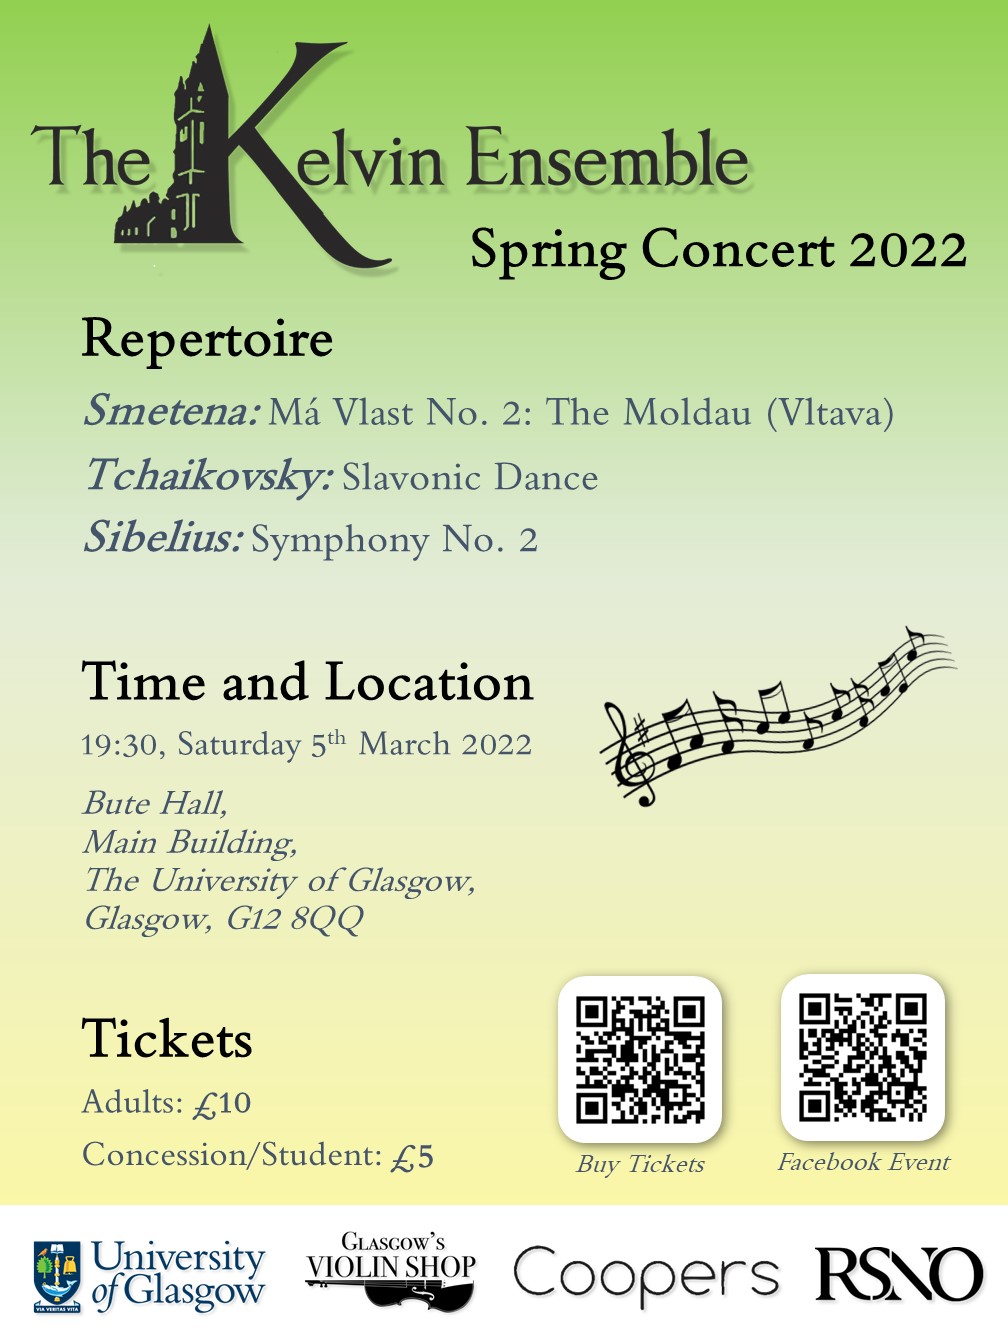 The Kelvin Ensemble
Spring Concert 2022
Repertoire
Smetena: Má Vlast No. 2: The Moldau (Vltava)
Tchaikovsky: Slavonic Dance
Sibelius: Symphony No. 2
Time and Location
19:30, Saturday 5th March 2022
Bute Hall,
Main Building,
The University of Glasgow,
Glasgow, G12 8QQ
Tickets
Adults: £10
Concession/Student: £5
Buy Tickets
Facebook Event
University
of Glasgow
VIA VERITAS VITA
GLASGOW'S
VIOLIN SHOP
Coopers
RSNO